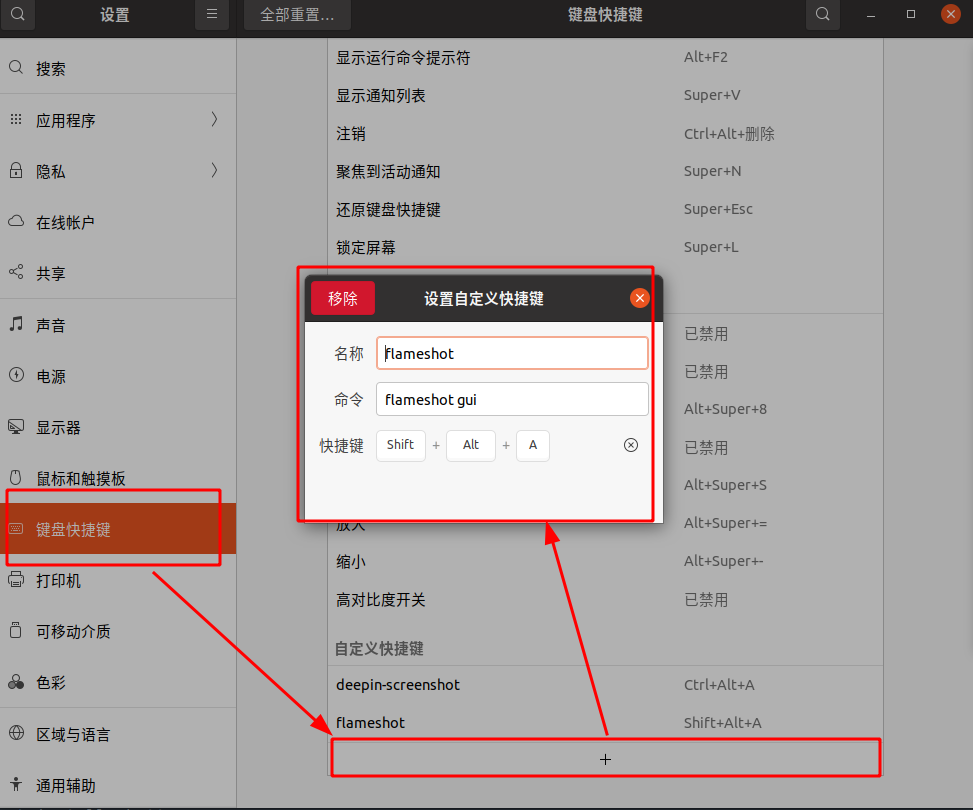 设置
全部重置...
键盘快捷键
搜索
应用程序
隐私
在线帐户
共享
声音
电源
显示器
鼠标和触摸板
键盘快捷键
打印机
可移动介质
色彩
区域与语言
通用辅助
显示运行命令提示符 Alt+F2
显示通知列表 Super+V
注销 Ctrl+Alt+删除
聚焦到活动通知 Super+N
还原键盘快捷键 Super+Esc
锁定屏幕 Super+L
移除 设置自定义快捷键
名称 flameshot
命令 flameshot gui
快捷键 Shift + Alt + A
已禁用
已禁用
Alt+Super+8
已禁用
Alt+Super+S
放大 Alt+Super+=
缩小 Alt+Super+-
高对比度开关 已禁用
自定义快捷键
deepin-screenshot Ctrl+Alt+A
flameshot Shift+Alt+A
+